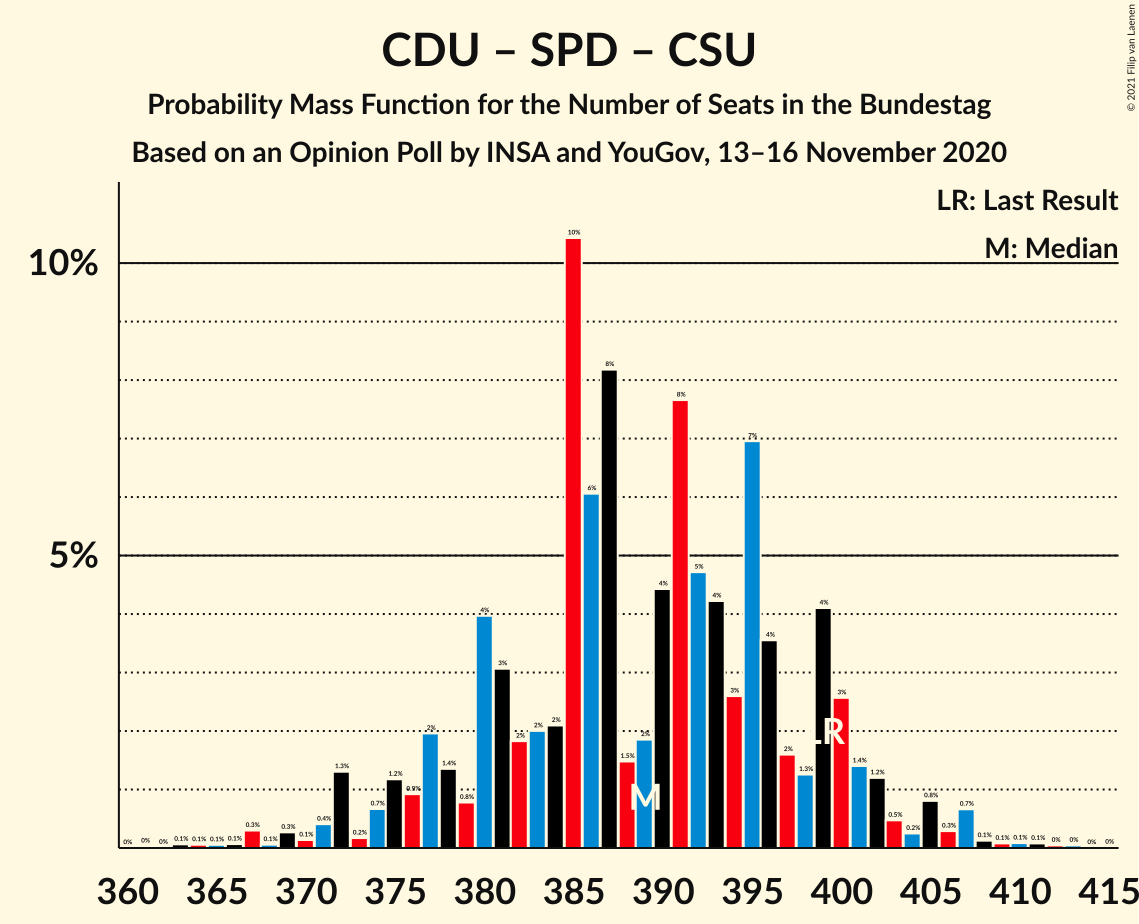 CDU – SPD – CSU
Probability Mass Function for the Number of Seats in the Bundestag
Based on an Opinion Poll by INSA and YouGov, 13–16 November 2020
© 2021 Filip van Laenen
LR: Last Result
M: Median
10%
5%
0% 0% 0% 0.1% 0.1% 0.1% 0.1% 0.3% 0.1% 0.3% 0.1% 0.4% 1.3% 0.2% 0.7% 1.2% 0.9% 2% 1.4% 0.8% 4% 3% 2% 2% 2% 10% 6% 8% 1.5% 2% 4% 8% 5% 4% 3% 7% 4% 2% 1.3% 4% 3% 1.4% 1.2% 0.5% 0.2% 0.8% 0.3% 0.7% 0.1% 0.1% 0.1% 0.1% 0% 0% 0% 0%
M
LR
360 365 370 375 380 385 390 395 400 405 410 415